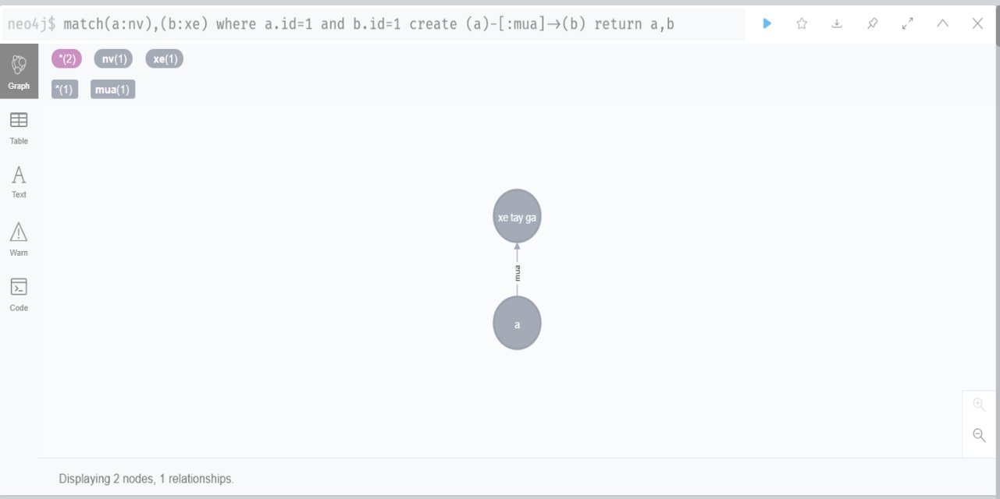 neo4j$ match(a:nv),(b:xe) where a.id=1 and b.id=1 create (a)-[:mua]→(b) return a,b
*(2) nv(1) xe(1)
*(1) mua(1)
Graph
Table
Text
Warn
Code
xe tay ga
mua
a
Displaying 2 nodes, 1 relationships.